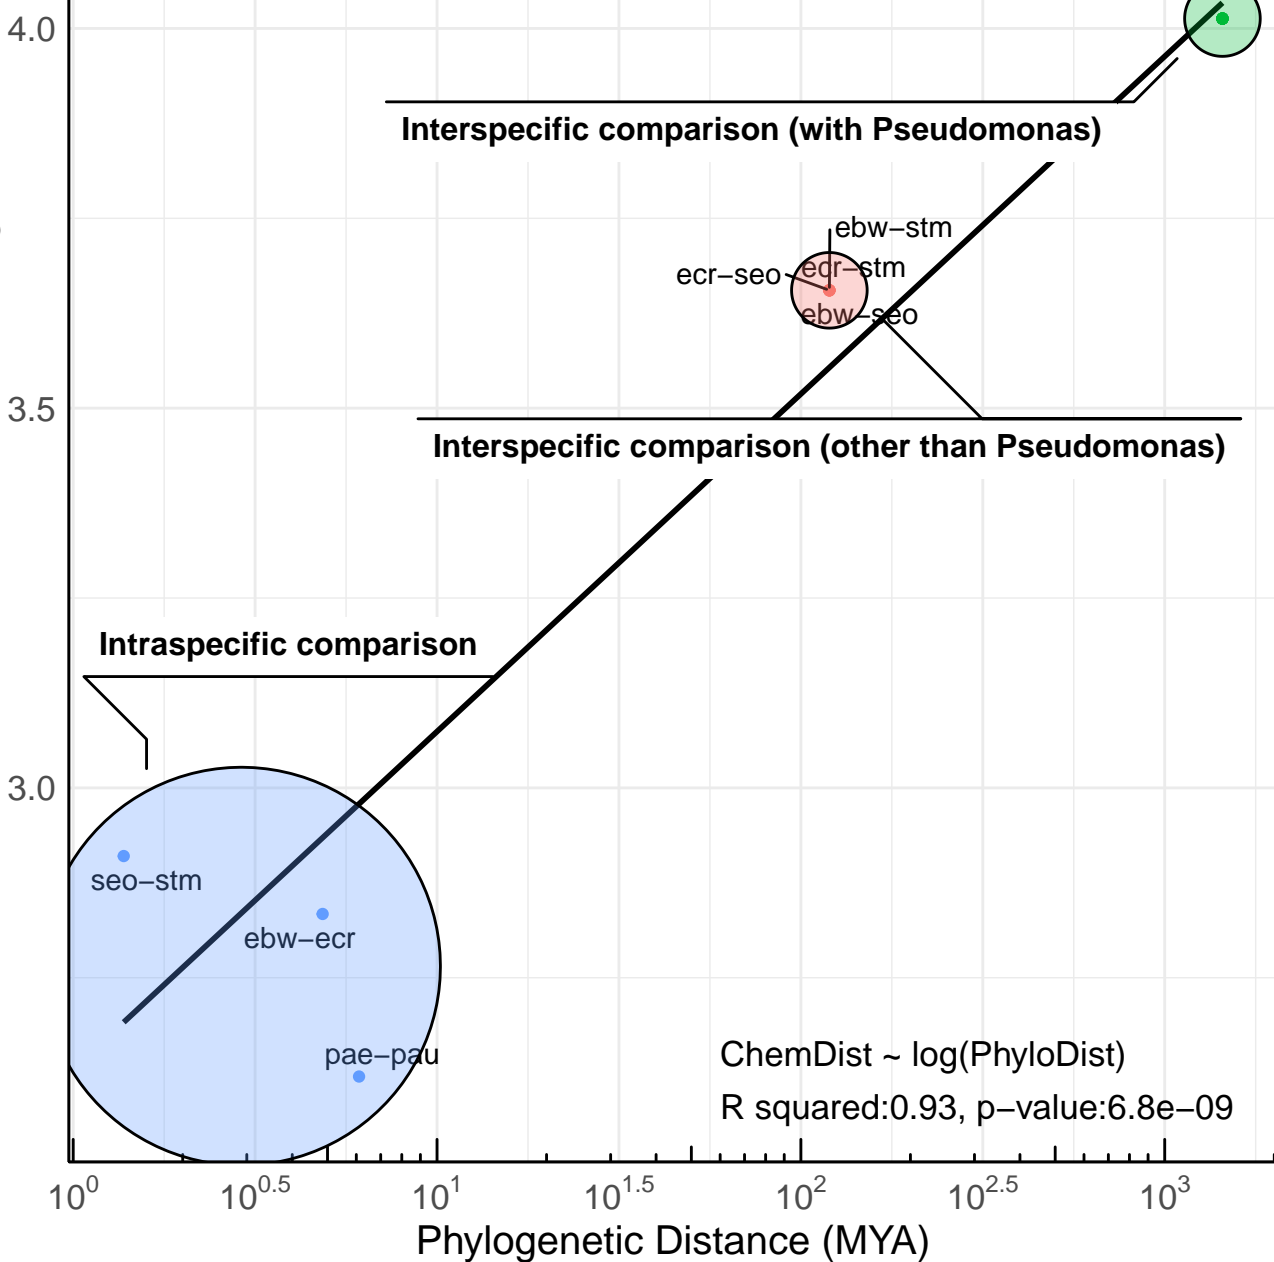 4.0
Interspecific comparison (with Pseudomonas)
ebw−stm
ecr−stm
ecr−seo
ebw−seo
3.5
Interspecific comparison (other than Pseudomonas)
Intraspecific comparison
3.0
seo−stm
ebw−ecr
pae−pau
ChemDist ~ log(PhyloDist)
R squared:0.93, p−value:6.8e−09
10^0 10^0.5 10^1 10^1.5 10^2 10^2.5 10^3
Phylogenetic Distance (MYA)